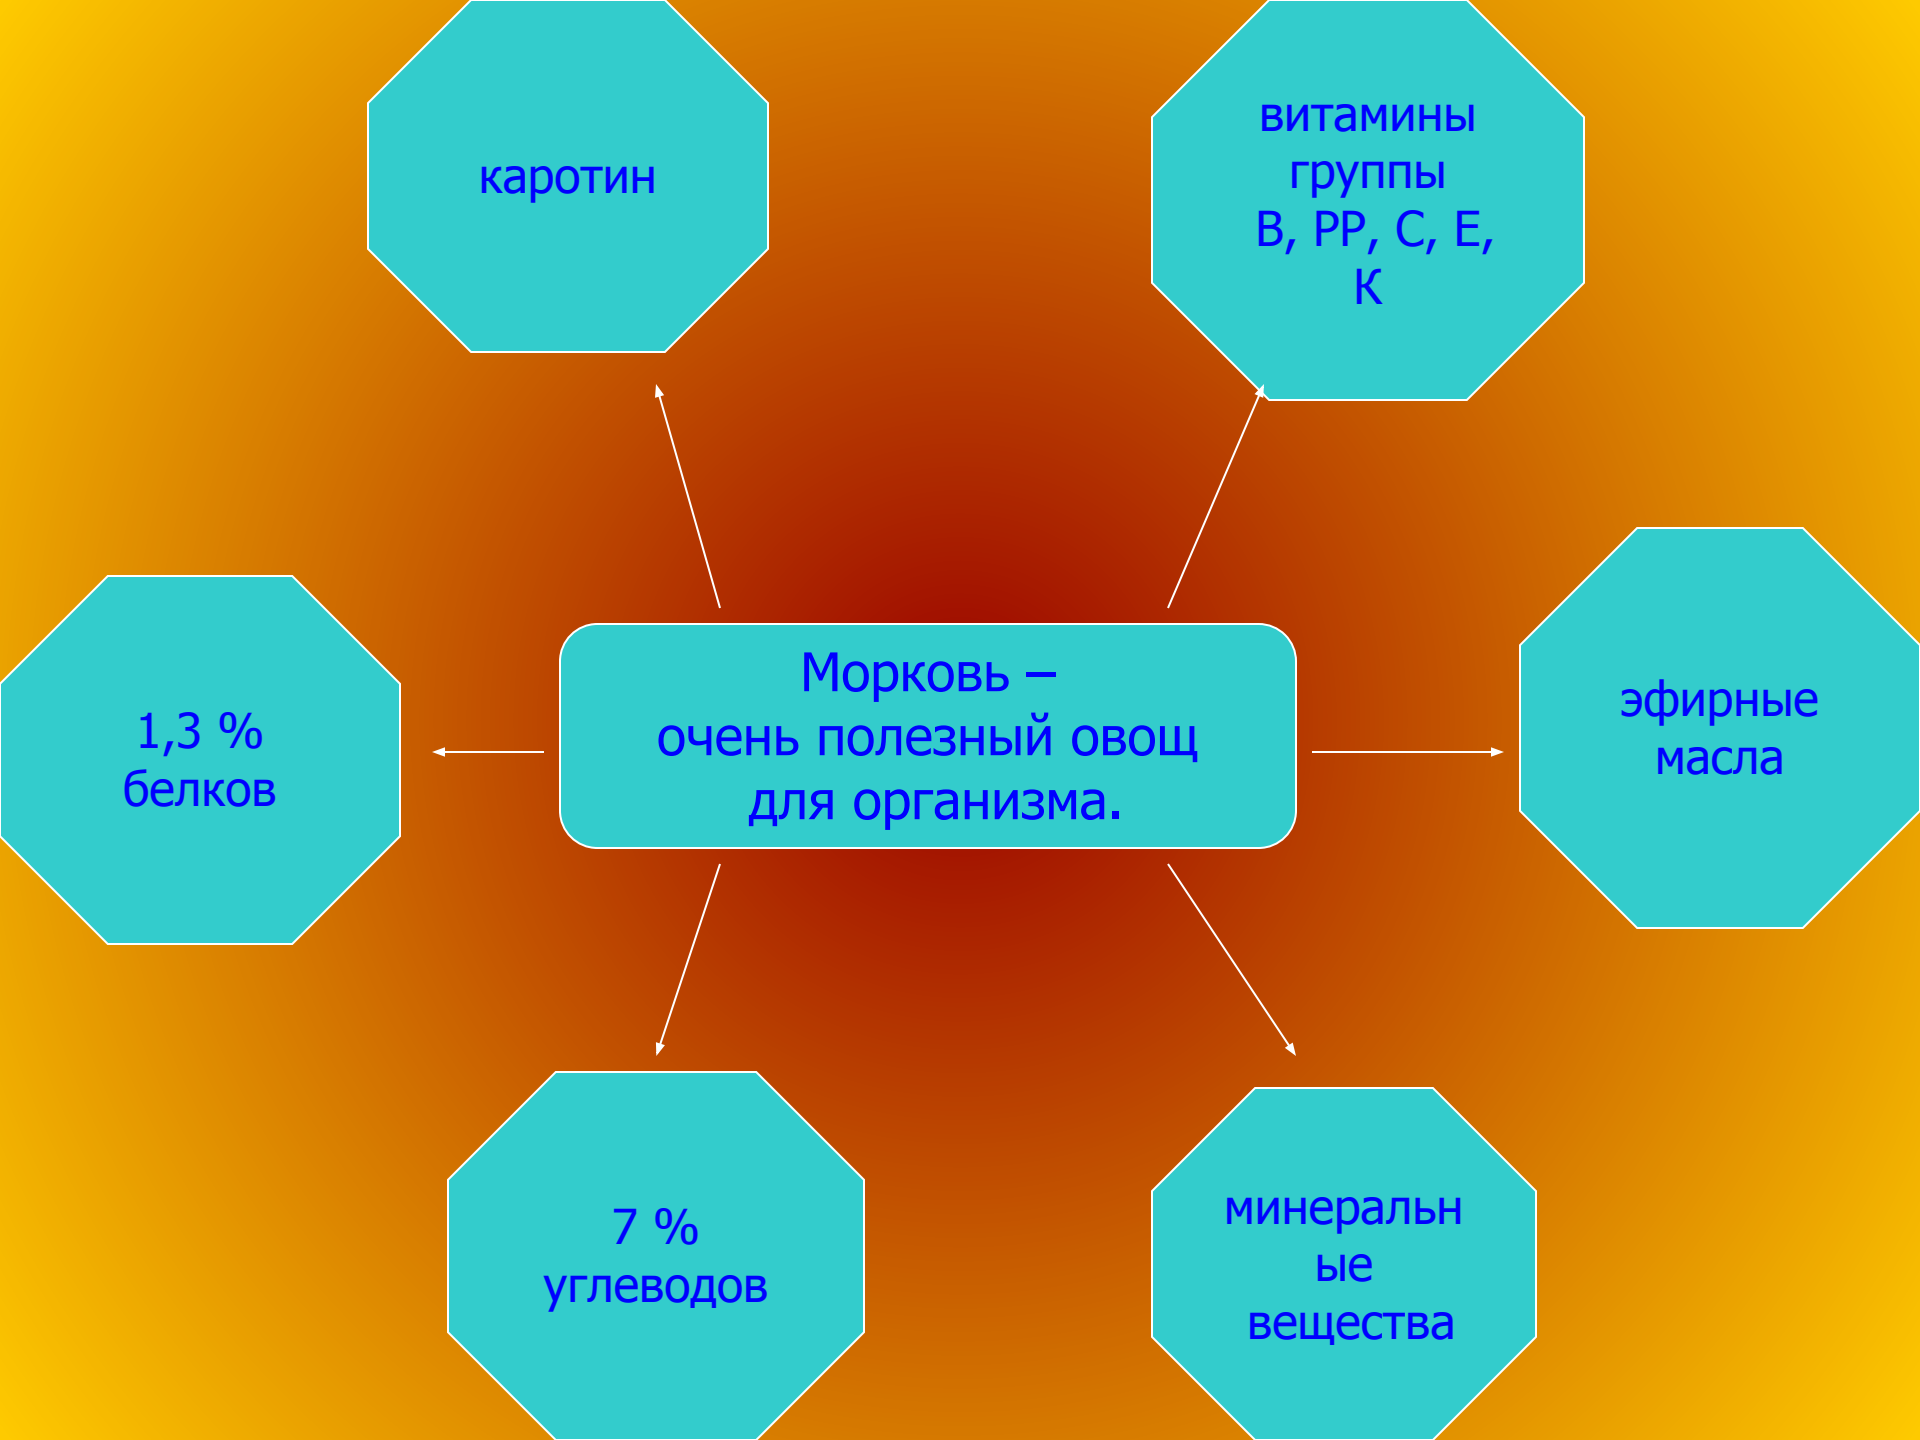 каротин
витамины
группы
В, РР, С, Е,
К
1,3 %
белков
Морковь –
очень полезный овощ
для организма.
эфирные
масла
7 %
углеводов
минеральн
ые
вещества